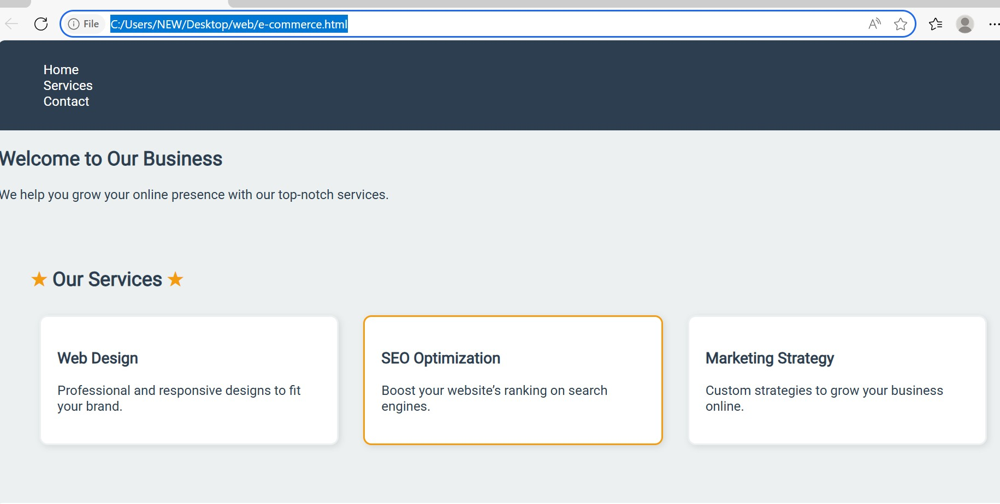 File C:/Users/NEW/Desktop/web/e-commerce.html
Home
Services
Contact
Welcome to Our Business
We help you grow your online presence with our top-notch services.
★ Our Services ★
Web Design
Professional and responsive designs to fit
your brand.
SEO Optimization
Boost your website’s ranking on search
engines.
Marketing Strategy
Custom strategies to grow your business
online.